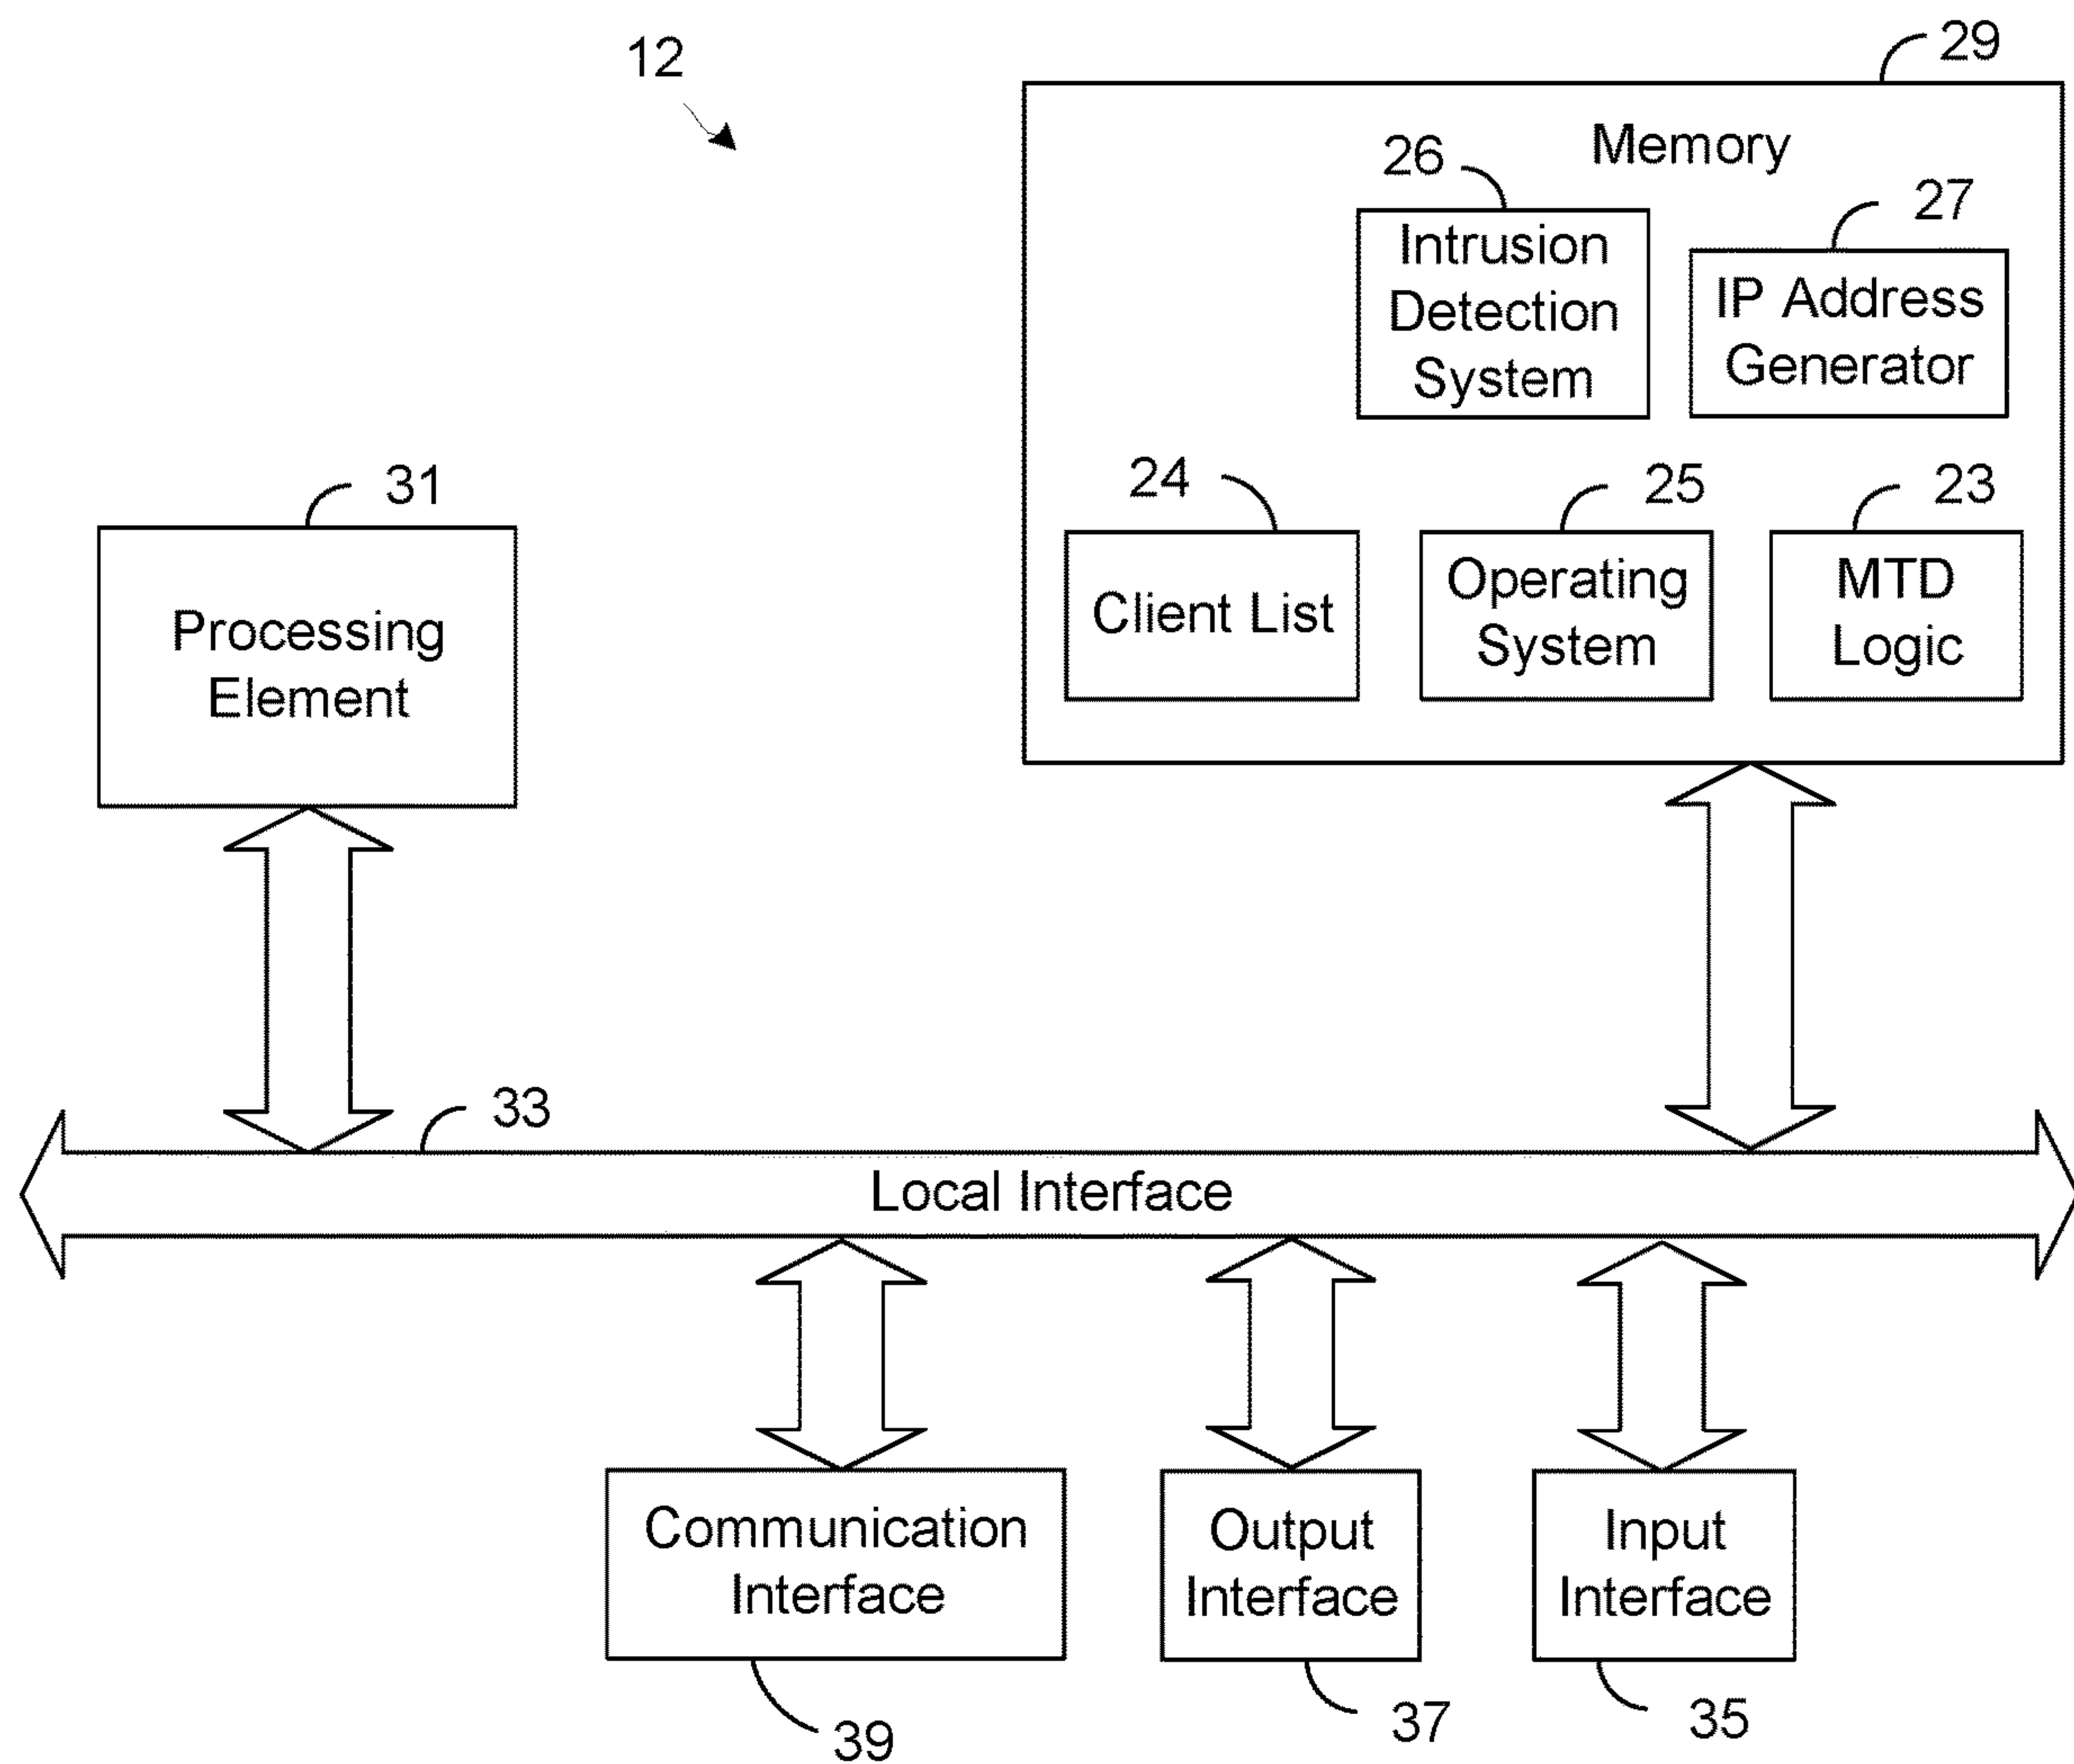 12
29
Memory
26
27
Intrusion
Detection
System
IP Address
Generator
24
25
23
31
Client List
Operating
System
MTD
Logic
Processing
Element
33
Local Interface
Communication
Interface
Output
Interface
Input
Interface
39
37
35